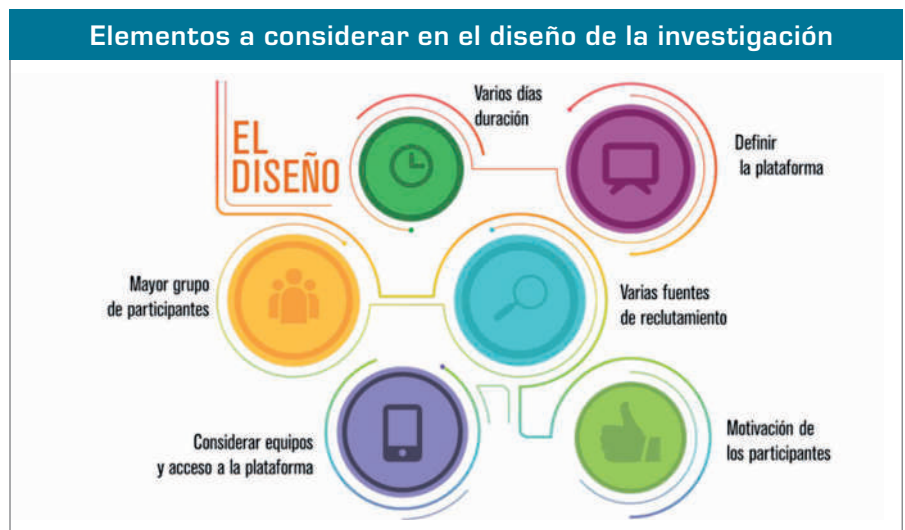 Elementos a considerar en el diseño de la investigación
EL
DISEÑO
Varios días
duración
Definir
la plataforma
Mayor grupo
de participantes
Varias fuentes
de reclutamiento
Considerar equipos
y acceso a la plataforma
Motivación de
los participantes